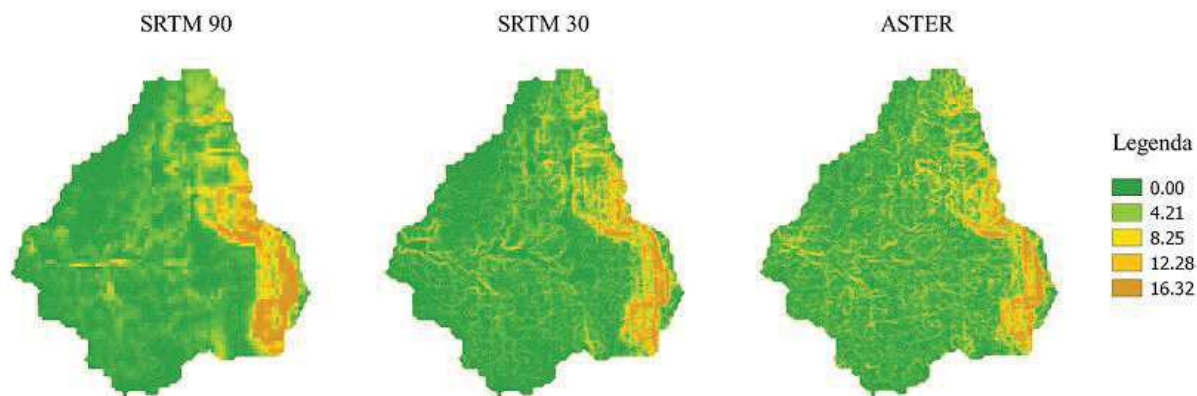 SRTM 90
SRTM 30
ASTER
Legenda
0.00
4.21
8.25
12.28
16.32